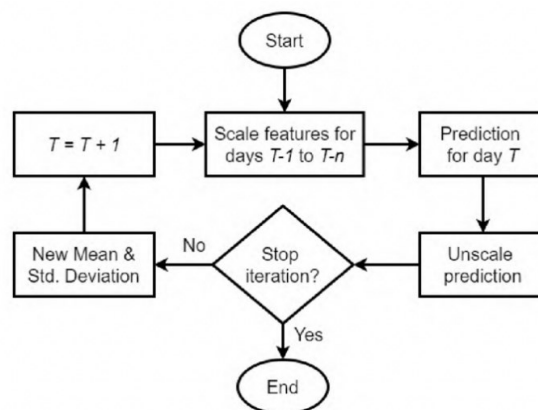 Start
T = T + 1
Scale features for
days T-1 to T-n
Prediction
for day T
New Mean &
Std. Deviation
No
Stop
iteration?
Unscale
prediction
Yes
End